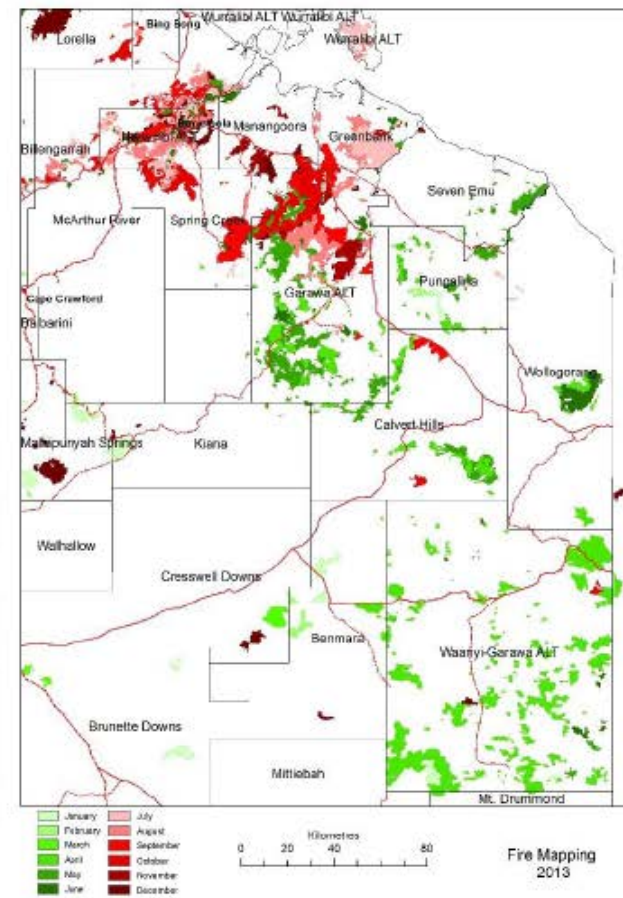 Wurralibi ALT Wurralibi ALT
Bing Bong
Lorella
Wurralibi ALT
Manangoora
Greenbank
Billengarrah
Seven Emu
McArthur River
Spring Creek
Pungalina
Garawa ALT
Cape Crawford
Balbarini
Wollogorang
Calvert Hills
Mallapunyah Springs
Kiana
Walhallow
Cresswell Downs
Benmara
Waanyi-Garawa ALT
Brunette Downs
Mittiebah
Mt. Drummond
January
February
March
April
May
June
July
August
September
October
November
December
Kilometres
0 20 40 60 80
Fire Mapping
2013